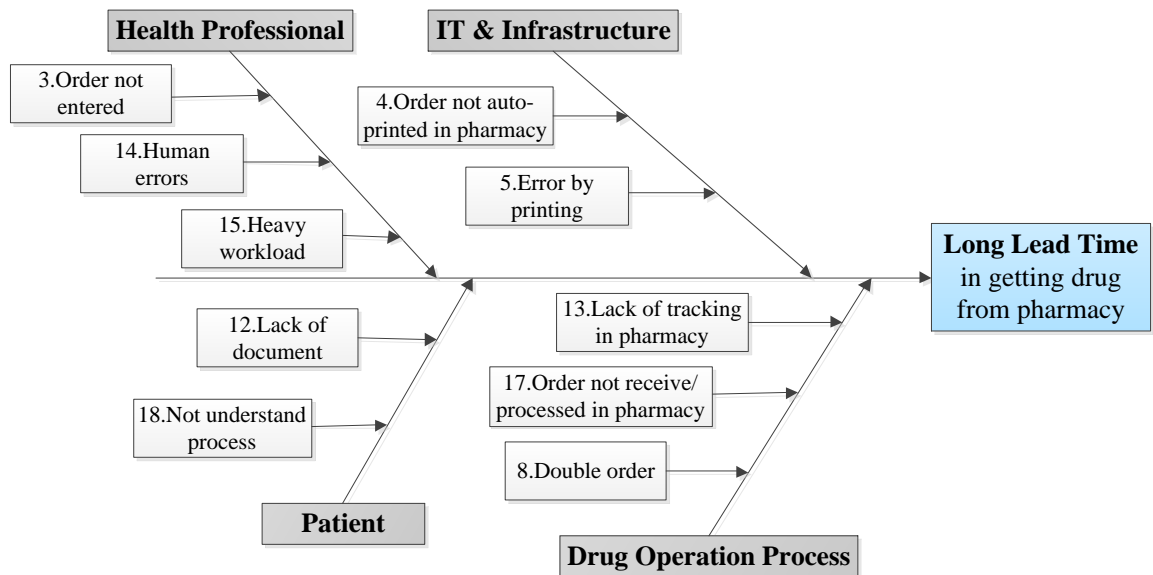 Health Professional
IT & Infrastructure
3.Order not
entered
4.Order not auto-
printed in pharmacy
14.Human
errors
5.Error by
printing
15.Heavy
workload
Long Lead Time
in getting drug
from pharmacy
12.Lack of
document
13.Lack of tracking
in pharmacy
17.Order not receive/
processed in pharmacy
18.Not understand
process
8.Double order
Patient
Drug Operation Process